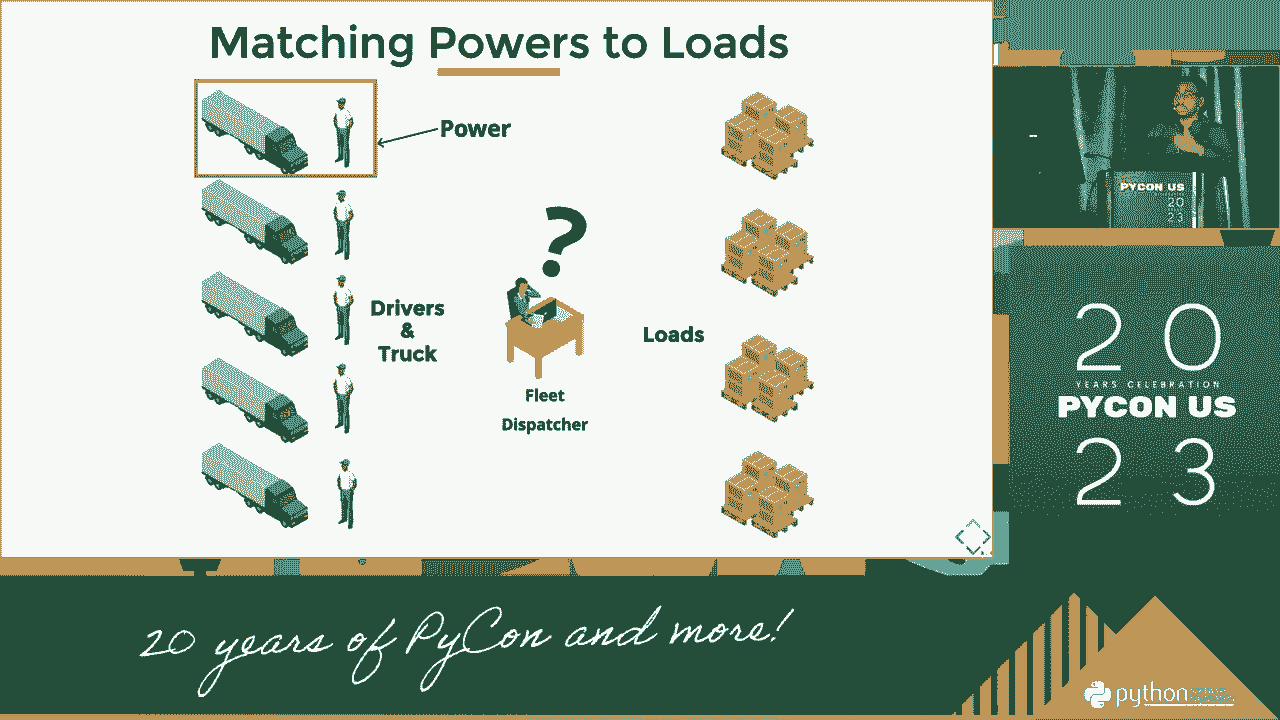 Matching Powers to Loads
Power
?
Drivers
&
Truck
Loads
Fleet
Dispatcher
PYCON US
20
23
20
YEARS CELEBRATION
PYCON US
23
20 years of PyCon and more!
python